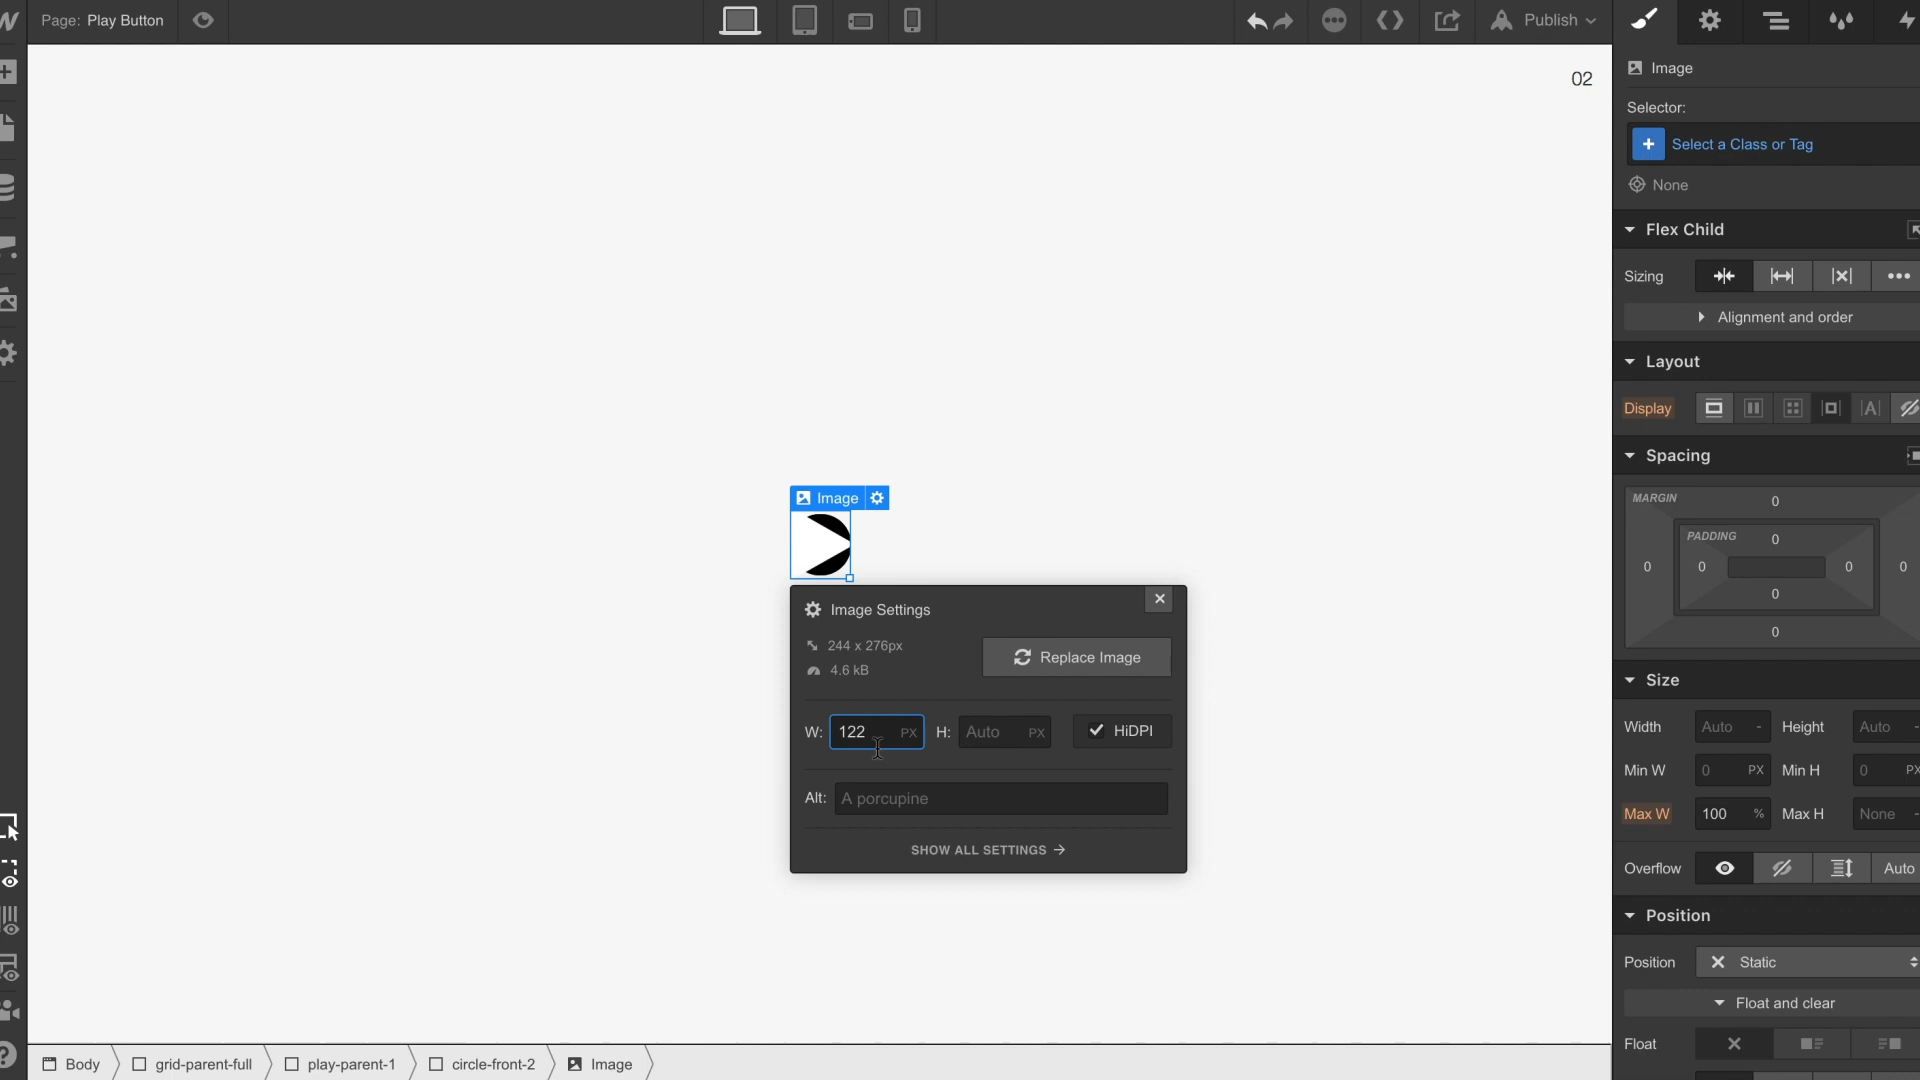 Page: Play Button
Publish
02
Image
Selector:
+ Select a Class or Tag
None
Flex Child
Sizing
Alignment and order
Layout
Display
Spacing
MARGIN
0
PADDING
0
0
0
0
0
0
0
Size
Width
Auto
-
Height
Auto
-
Min W
0
PX
Min H
0
PX
Max W
100
%
Max H
None
-
Overflow
Auto
Position
Position
Static
Float and clear
Float
Image
Image Settings
244 x 276px
4.6 kB
Replace Image
W:
122
PX
H:
Auto
PX
HiDPI
Alt:
A porcupine
SHOW ALL SETTINGS →
Body
grid-parent-full
play-parent-1
circle-front-2
Image